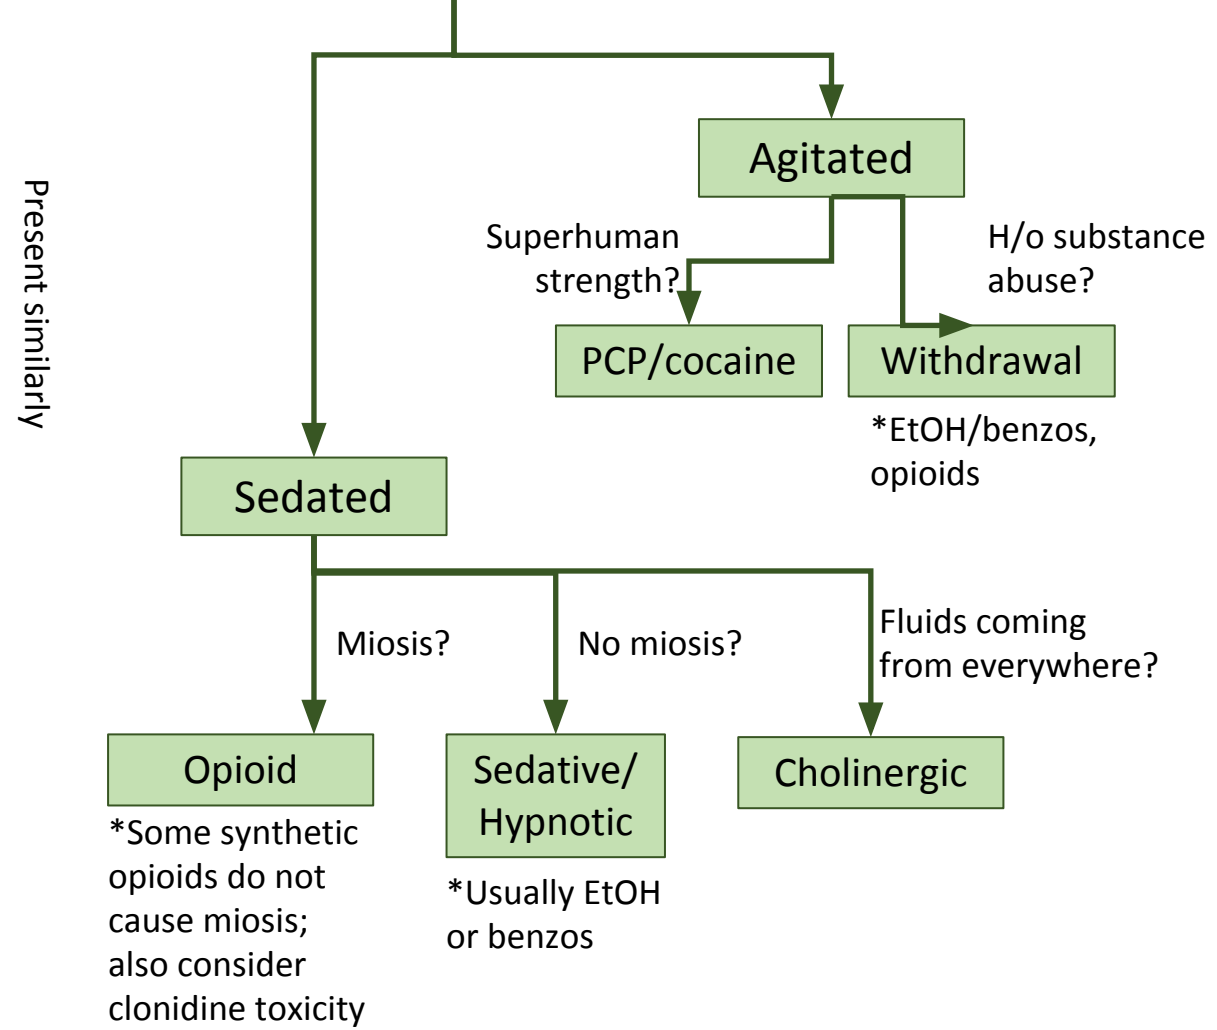 Present similarly
Agitated
Superhuman
strength?
H/o substance
abuse?
PCP/cocaine
Withdrawal
*EtOH/benzos,
opioids
Sedated
Miosis?
No miosis?
Fluids coming
from everywhere?
Opioid
Sedative/
Hypnotic
Cholinergic
*Some synthetic
opioids do not
cause miosis;
also consider
clonidine toxicity
*Usually EtOH
or benzos